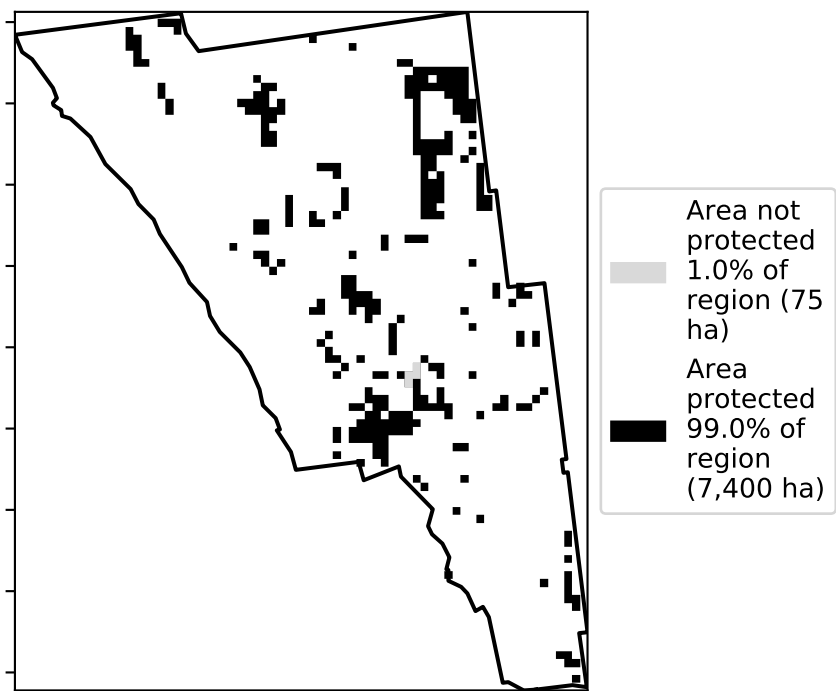 Area not
protected
1.0% of
region (75
ha)
Area
protected
99.0% of
region
(7,400 ha)